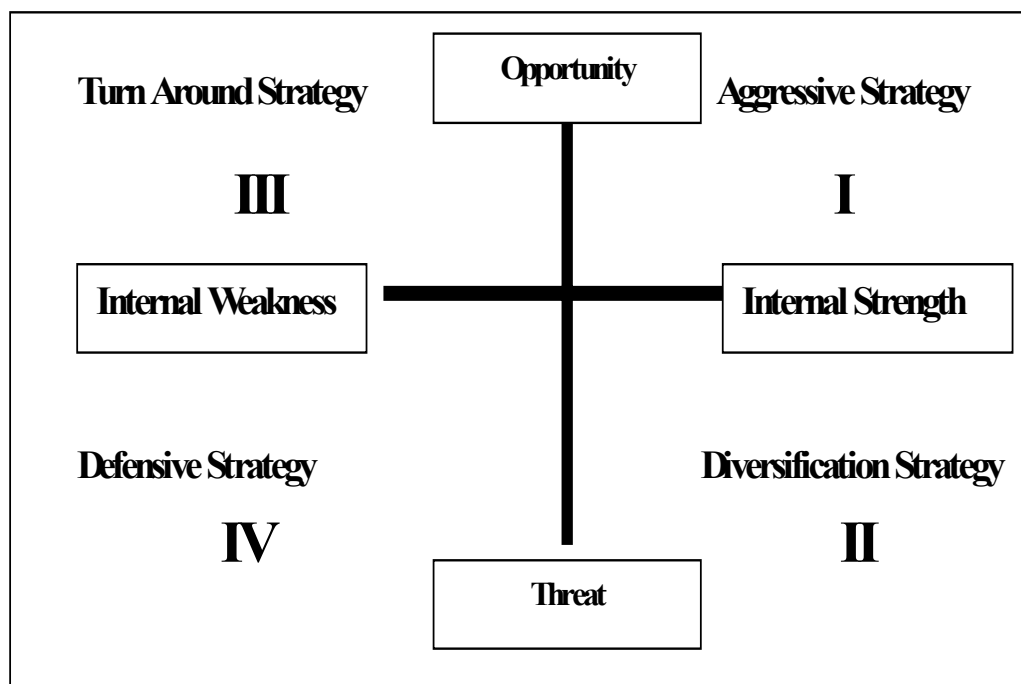 Opportunity
Turn Around Strategy
Aggressive Strategy
III
I
Internal Weakness
Internal Strength
Defensive Strategy
Diversification Strategy
IV
II
Threat